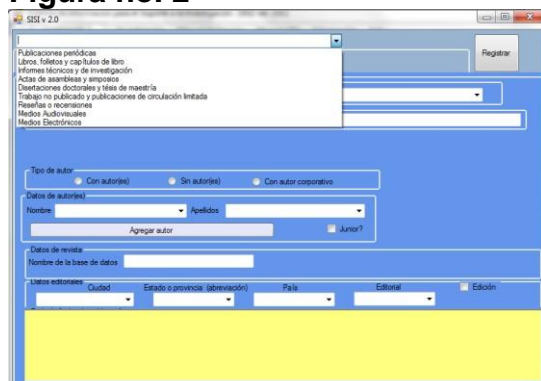 Figura no. 2
SISI v 2.0
Registrar
Publicaciones periódicas
Libros, folletos y capítulos de libro
Informes técnicos y de investigación
Actas de asambleas y simposios
Disertaciones doctorales y tésis de maestría
Trabajo no publicado y publicaciones de circulación limitada
Reseñas o recensiones
Medios Audiovisuales
Medios Electrónicos
Tipo de autor
Con autor(es) Sin autor(es) Con autor corporativo
Datos de autor(es)
Nombre Apellidos
Agregar autor Junior?
Datos de revista
Nombre de la base de datos
Datos editoriales
Ciudad Estado o provincia (abreviación) País Editorial Edición